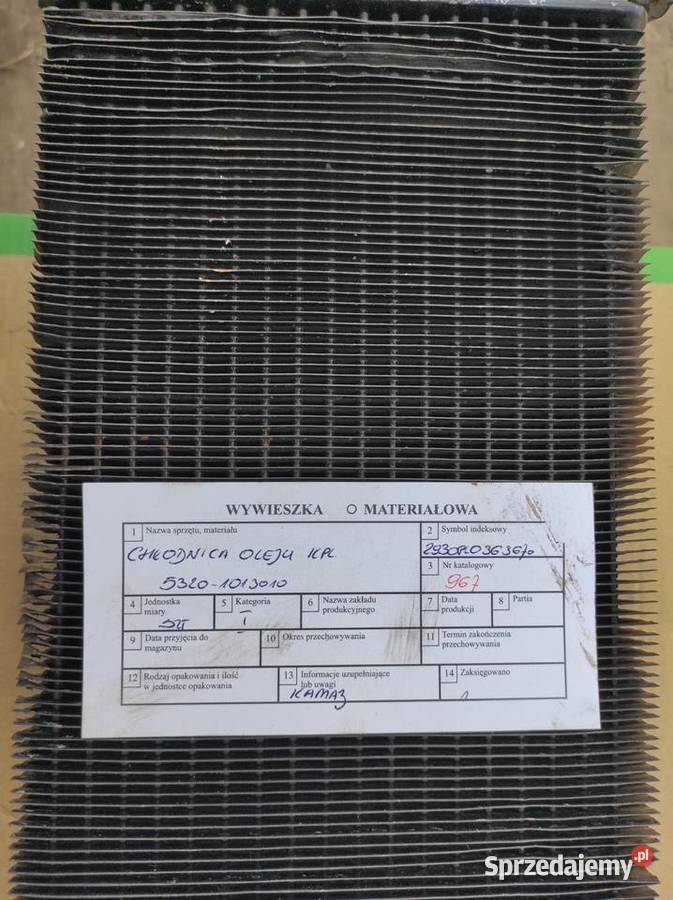 WYWIESZKA O MATERIAŁOWA
1 Nazwa sprzętu, materiału
CHŁODNICA OLEJU KPL
5320-1013010
2 Symbol indeksowy
2930PL0363670
3 Nr katalogowy
967
4 Jednostka miary
SZT
5 Kategoria
I
6 Nazwa zakładu produkcyjnego
7 Data produkcji
8 Partia
9 Data przyjęcia do magazynu
10 Okres przechowywania
11 Termin zakończenia przechowywania
12 Rodzaj opakowania i ilość w jednostce opakowania
13 Informacje uzupełniające lub uwagi
KAMAZ
14 Zaksięgowano
Sprzedajemy.pl